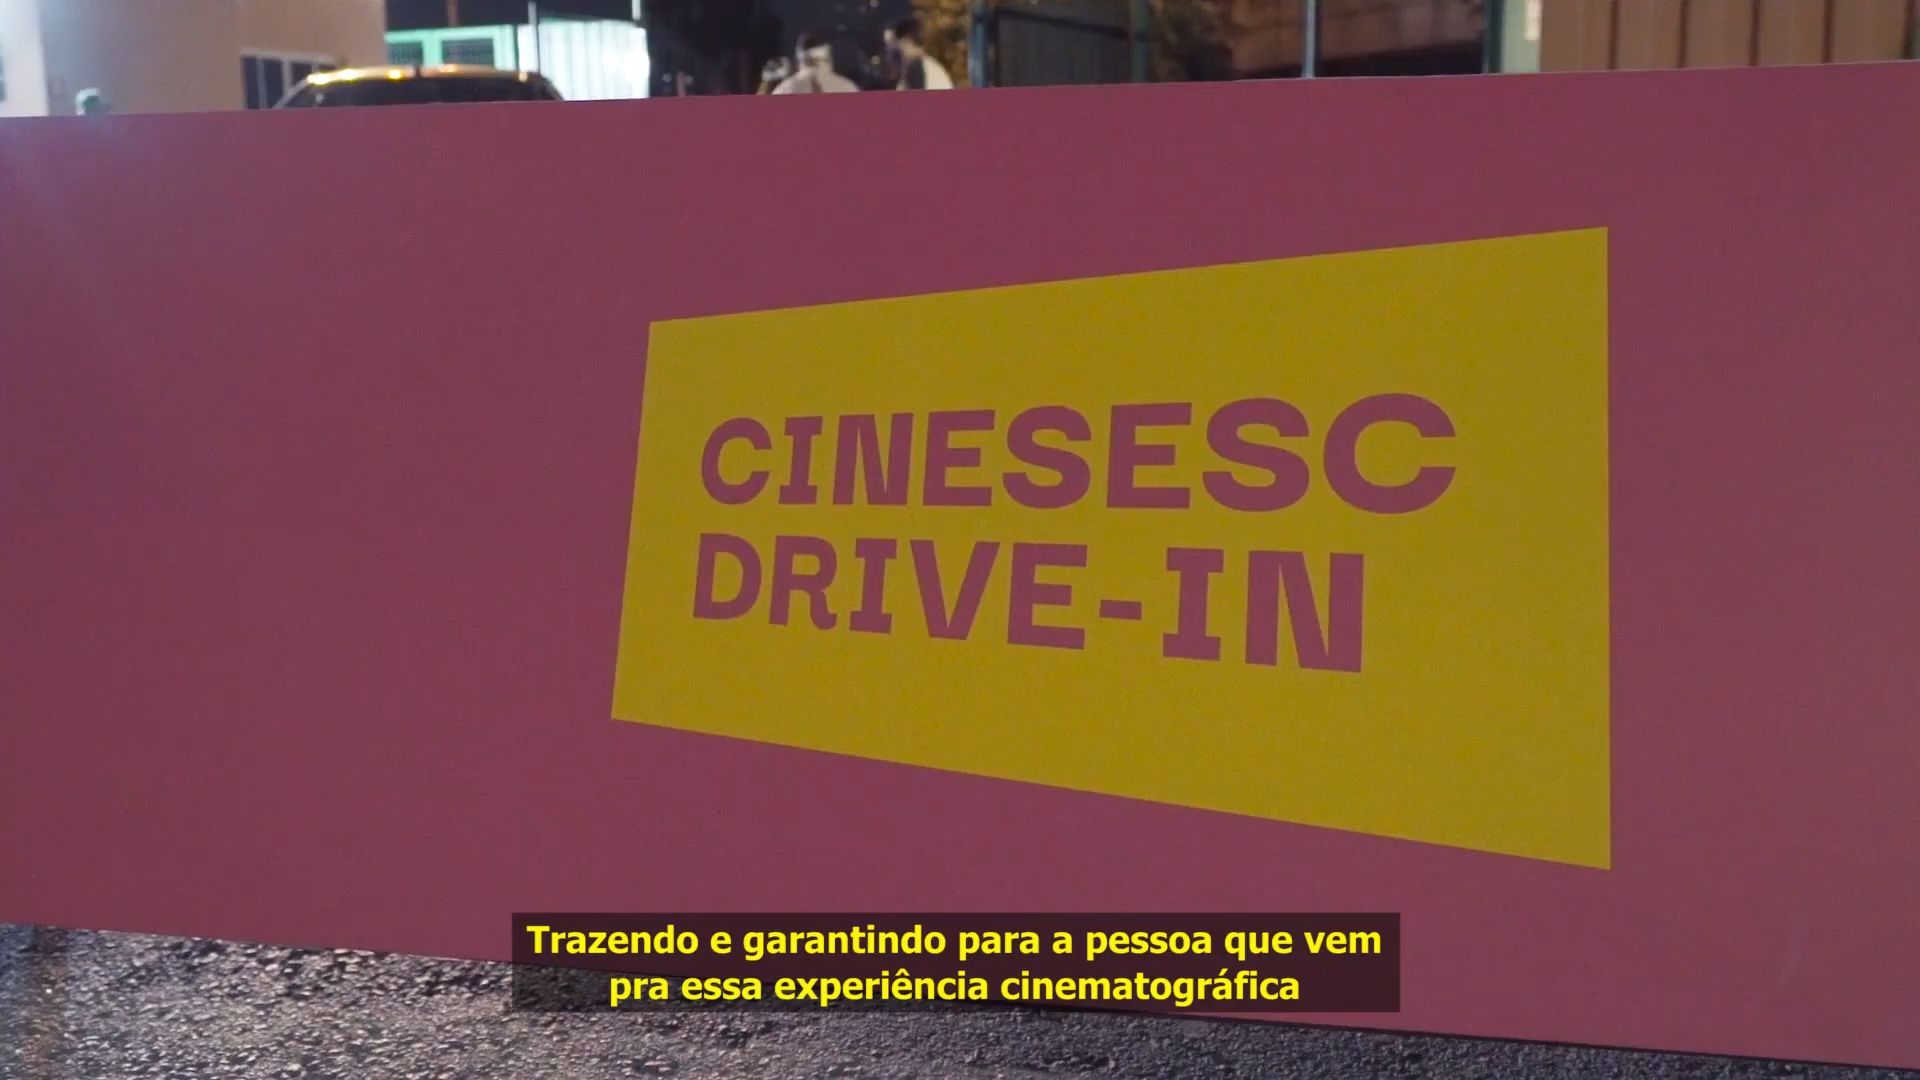 CINESESC
DRIVE-IN
Trazendo e garantindo para a pessoa que vem
pra essa experiência cinematográfica